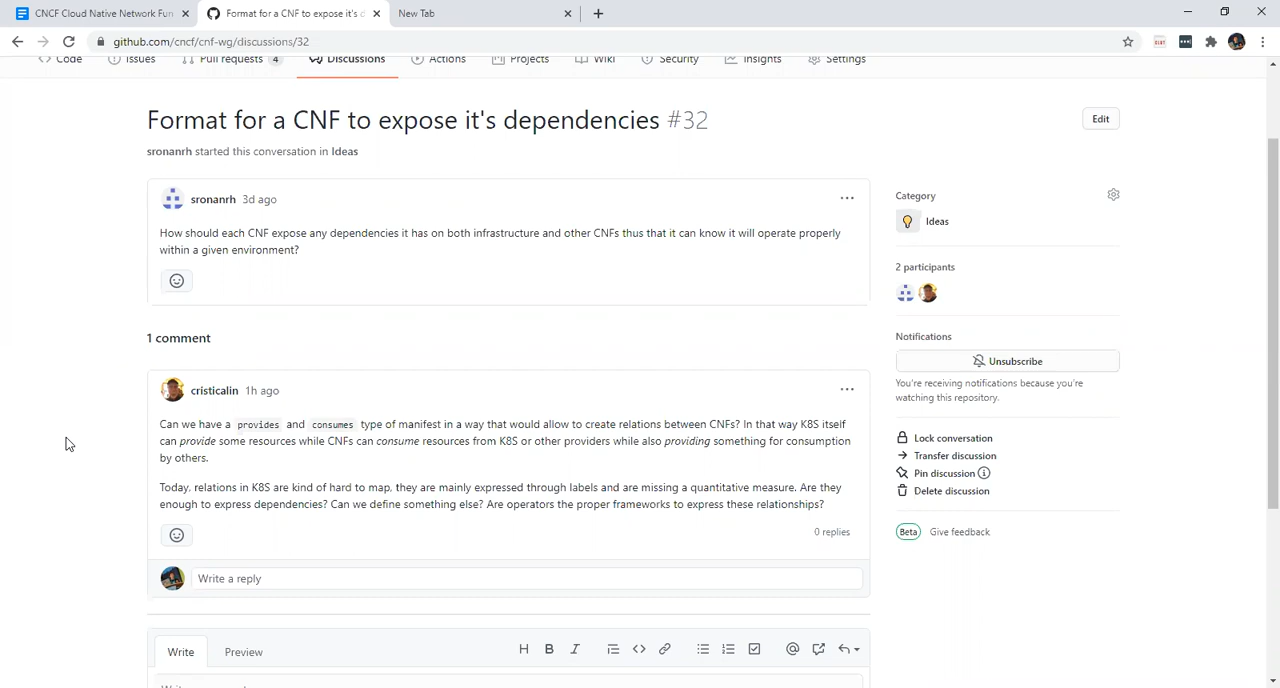 CNCF Cloud Native Network Fun
Format for a CNF to expose it's d
New Tab
github.com/cncf/cnf-wg/discussions/32
Code Issues Pull requests 4 Discussions Actions Projects Wiki Security Insights Settings
Format for a CNF to expose it's dependencies #32
Edit
sronanrh started this conversation in Ideas
sronanrh 3d ago
How should each CNF expose any dependencies it has on both infrastructure and other CNFs thus that it can know it will operate properly
within a given environment?
1 comment
cristicalin 1h ago
Can we have a provides and consumes type of manifest in a way that would allow to create relations between CNFs? In that way K8S itself
can provide some resources while CNFs can consume resources from K8S or other providers while also providing something for consumption
by others.
Today, relations in K8S are kind of hard to map, they are mainly expressed through labels and are missing a quantitative measure. Are they
enough to express dependencies? Can we define something else? Are operators the proper frameworks to express these relationships?
0 replies
Write a reply
Write Preview
Category
Ideas
2 participants
Notifications
Unsubscribe
You're receiving notifications because you're
watching this repository.
Lock conversation
Transfer discussion
Pin discussion
Delete discussion
Beta Give feedback